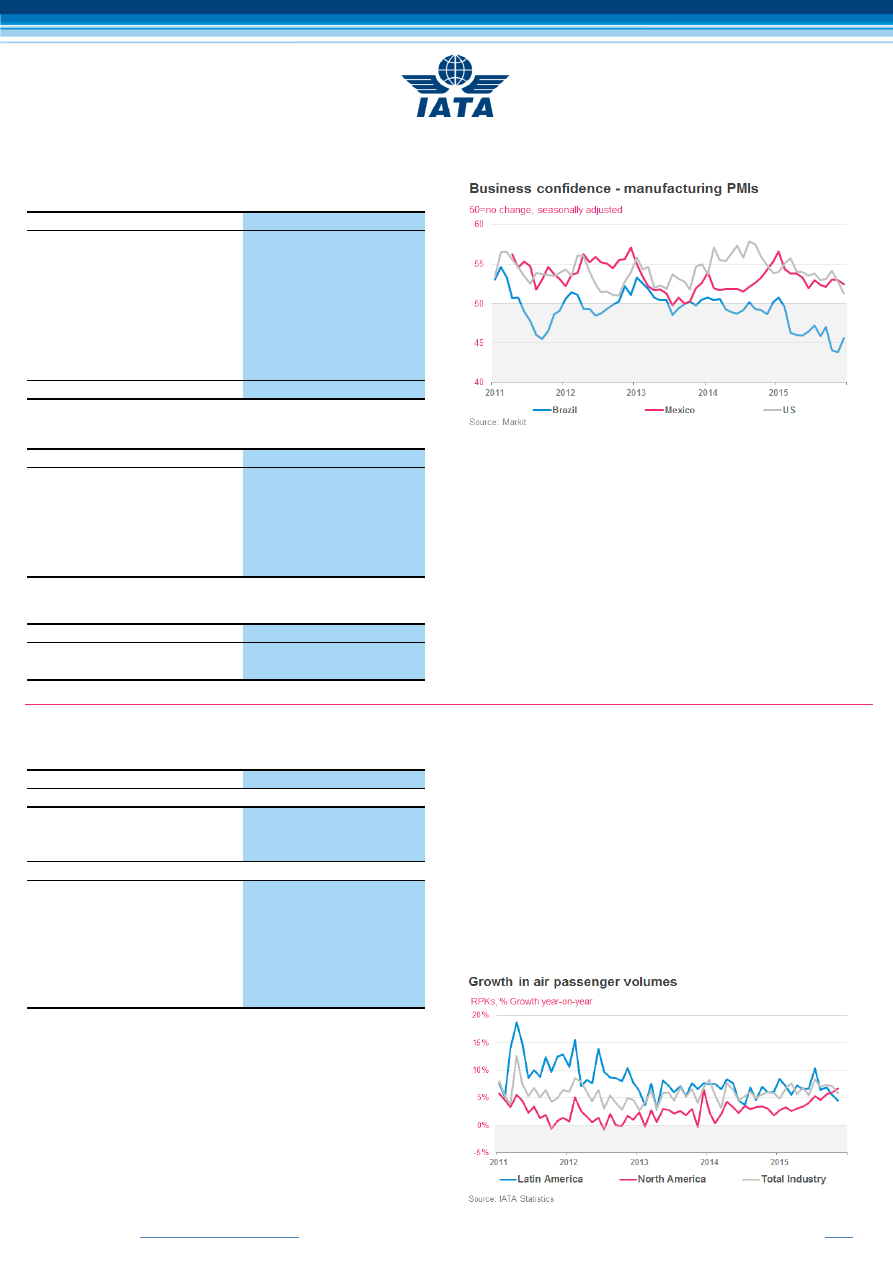 IATA
Business confidence - manufacturing PMIs
50=no change, seasonally adjusted
60
55
50
45
40
2011 2012 2013 2014 2015
Brazil Mexico US
Source: Markit
Growth in air passenger volumes
RPKs, % Growth year-on-year
20%
15%
10%
5%
0%
-5%
2011 2012 2013 2014 2015
Latin America North America Total Industry
Source: IATA Statistics